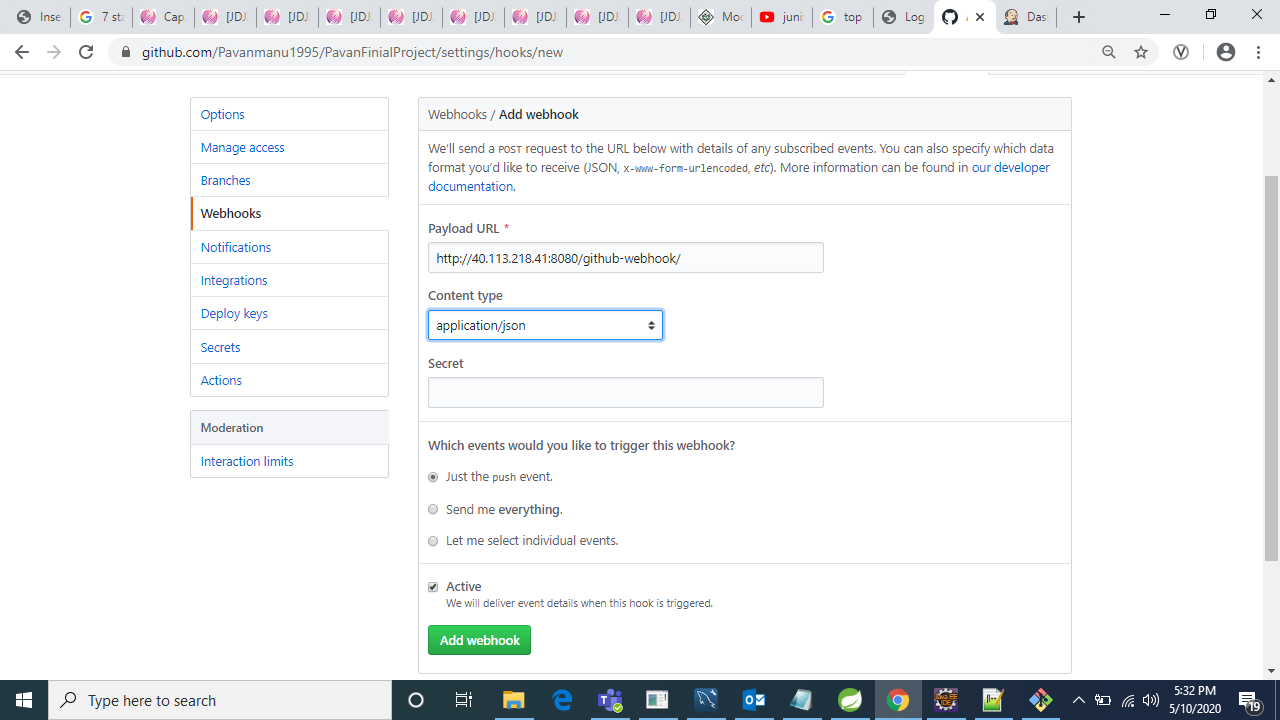 Inse
7 sta
Cap
[JDJ
[JDJ
[JDJ
[JDJ
[JDJ
[JDJ
[JDJ
[JDJ
Moc
juni
top
Log
Das
github.com/Pavanmanu1995/PavanFinialProject/settings/hooks/new
Options
Manage access
Branches
Webhooks
Notifications
Integrations
Deploy keys
Secrets
Actions
Moderation
Interaction limits
Webhooks / Add webhook
We'll send a POST request to the URL below with details of any subscribed events. You can also specify which data
format you'd like to receive (JSON, x-www-form-urlencoded, etc). More information can be found in our developer
documentation.
Payload URL *
http://40.113.218.41:8080/github-webhook/
Content type
application/json
Secret
Which events would you like to trigger this webhook?
Just the push event.
Send me everything.
Let me select individual events.
Active
We will deliver event details when this hook is triggered.
Add webhook
Type here to search
5:32 PM
5/10/2020
19